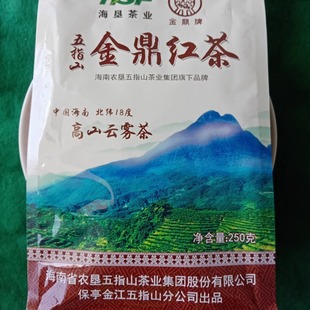 HSF
海垦茶业
金鼎牌
五指山
金鼎红茶
海南农垦五指山茶业集团旗下品牌
中国海南 北纬18度
高山云雾茶
净含量:250克
海南省农垦五指山茶业集团股份有限公司
保亭金江五指山分公司出品